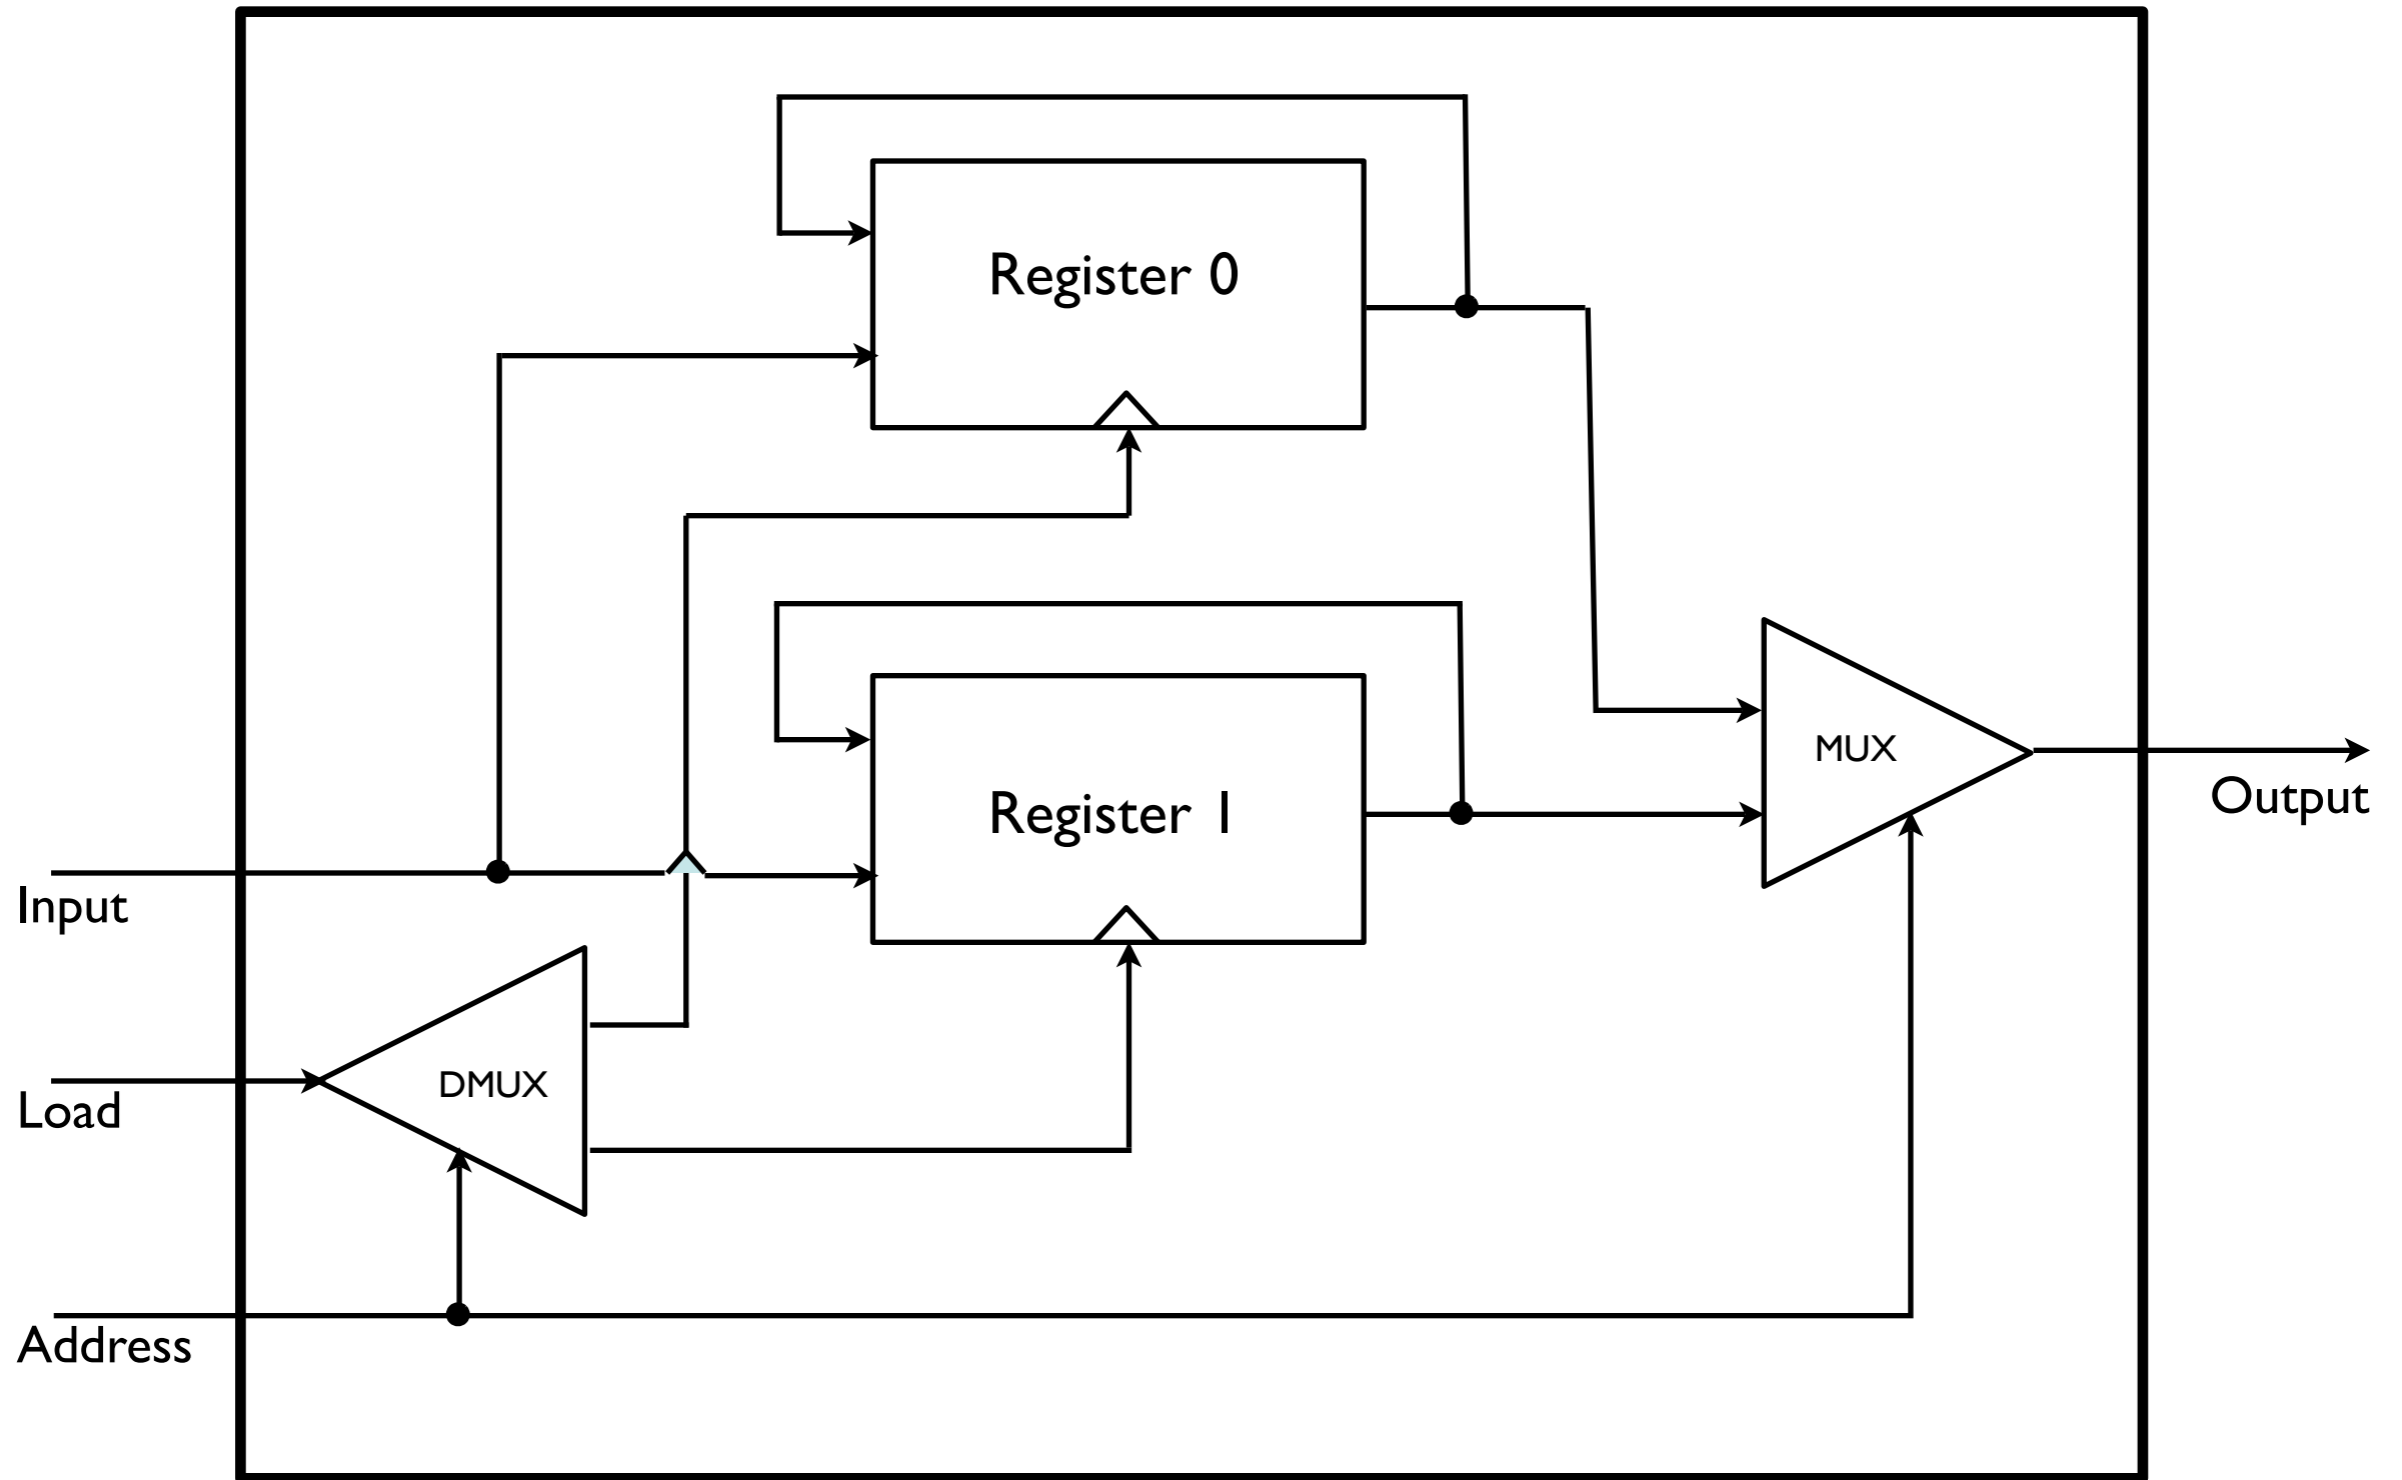 Register 0
Register 1
MUX
Output
Input
DMUX
Load
Address